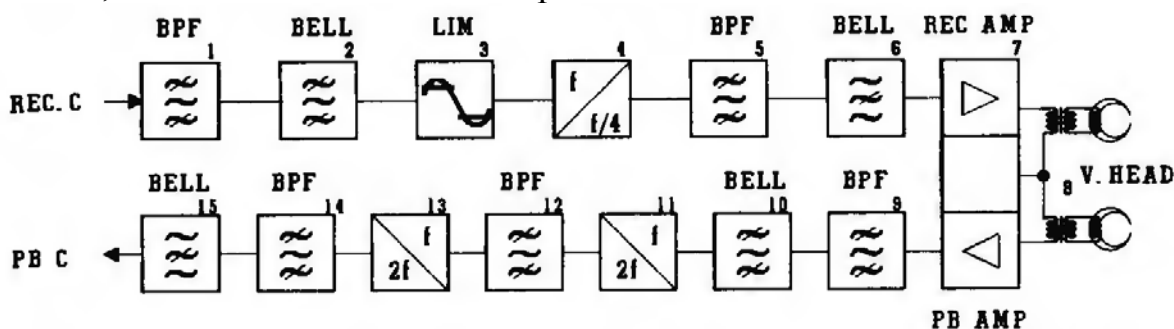 BPF BELL LIM BPF BELL REC AMP
1 2 3 4 5 6 7
REC. C f f/4
BELL BPF BPF BELL BPF 8 V. HEAD
15 14 13 12 11 10 9
PB C f 2f f 2f
PB AMP